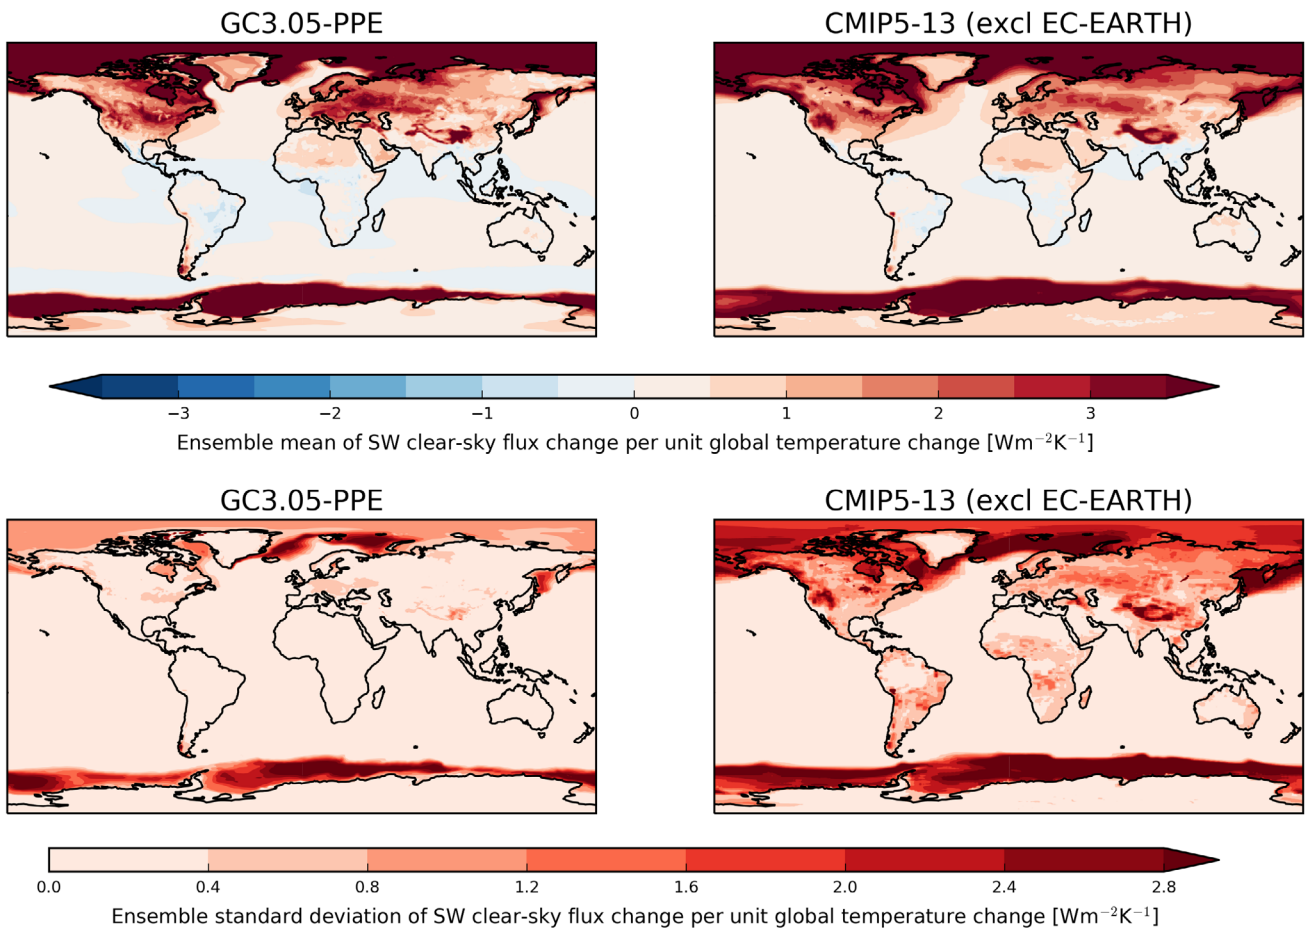 GC3.05-PPE
CMIP5-13 (excl EC-EARTH)
−3 −2 −1 0 1 2 3
Ensemble mean of SW clear-sky flux change per unit global temperature change [Wm⁻²K⁻¹]
GC3.05-PPE
CMIP5-13 (excl EC-EARTH)
0.0 0.4 0.8 1.2 1.6 2.0 2.4 2.8
Ensemble standard deviation of SW clear-sky flux change per unit global temperature change [Wm⁻²K⁻¹]